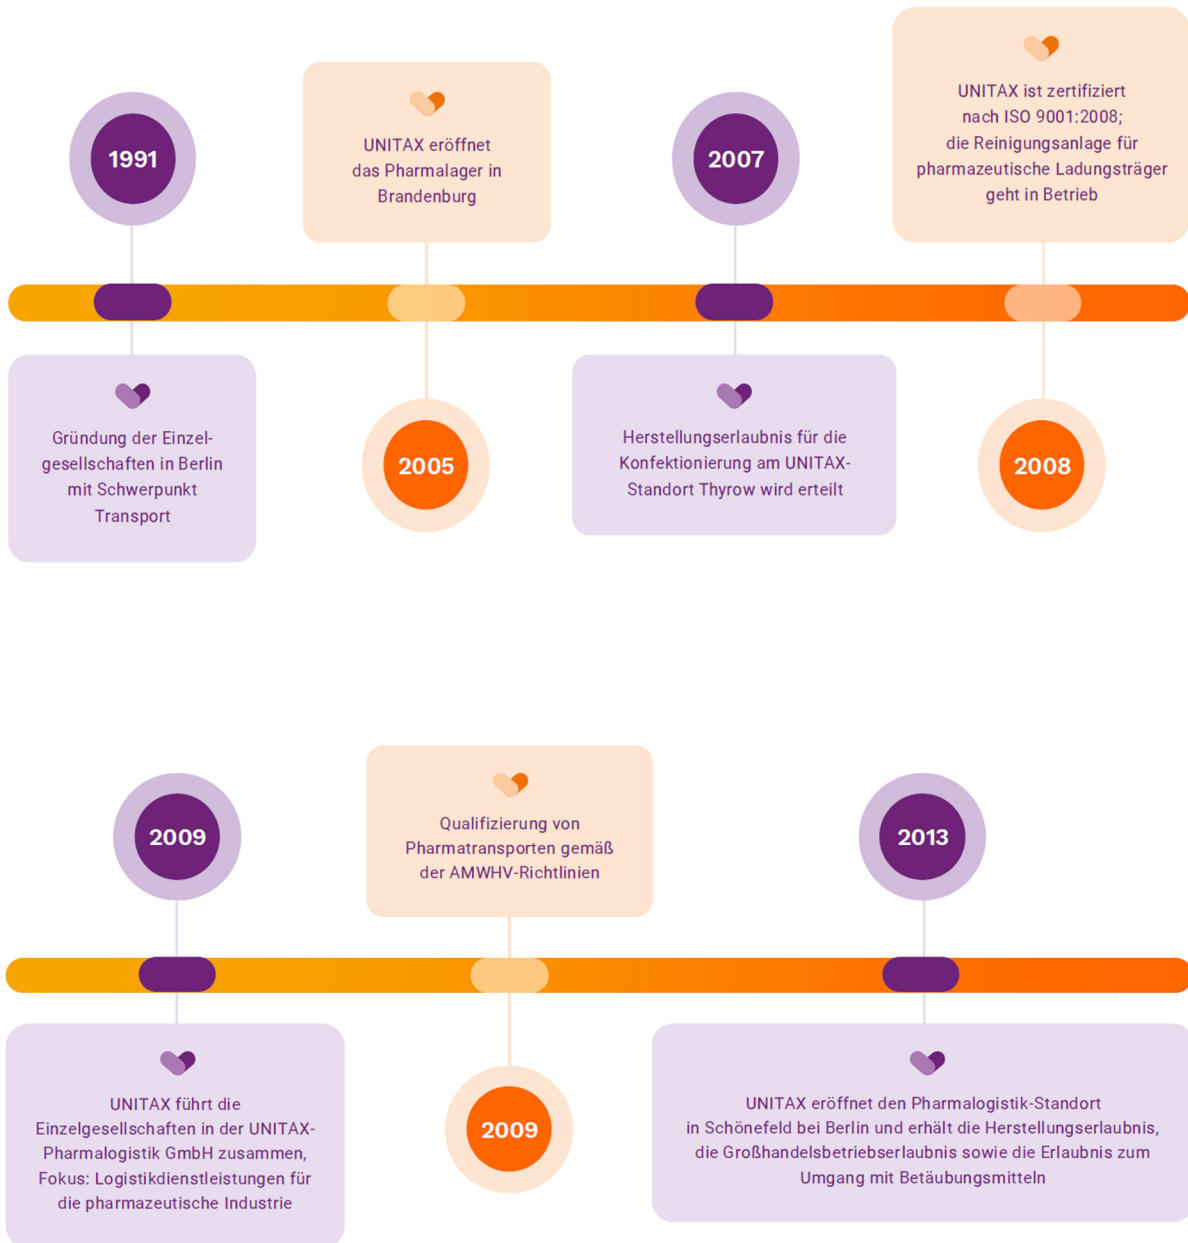 1991
Gründung der Einzel-
gesellschaften in Berlin
mit Schwerpunkt
Transport
UNITAX eröffnet
das Pharmalager in
Brandenburg
2005
2007
Herstellungserlaubnis für die
Konfektionierung am UNITAX-
Standort Thyrow wird erteilt
UNITAX ist zertifiziert
nach ISO 9001:2008;
die Reinigungsanlage für
pharmazeutische Ladungsträger
geht in Betrieb
2008
2009
UNITAX führt die
Einzelgesellschaften in der UNITAX-
Pharmalogistik GmbH zusammen,
Fokus: Logistikdienstleistungen für
die pharmazeutische Industrie
Qualifizierung von
Pharmatransporten gemäß
der AMWHV-Richtlinien
2009
2013
UNITAX eröffnet den Pharmalogistik-Standort
in Schönefeld bei Berlin und erhält die Herstellungserlaubnis,
die Großhandelsbetriebserlaubnis sowie die Erlaubnis zum
Umgang mit Betäubungsmitteln